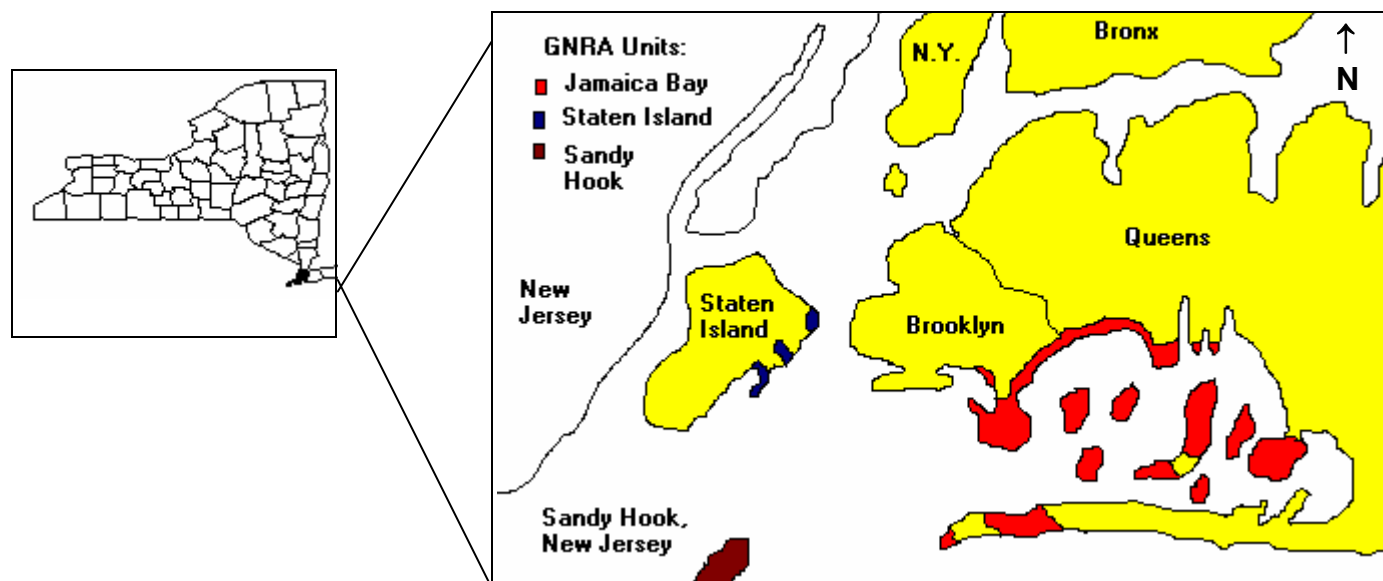 GNRA Units:
Jamaica Bay
Staten Island
Sandy
Hook
N.Y.
Bronx
↑
N
Queens
New
Jersey
Staten
Island
Brooklyn
Sandy Hook,
New Jersey